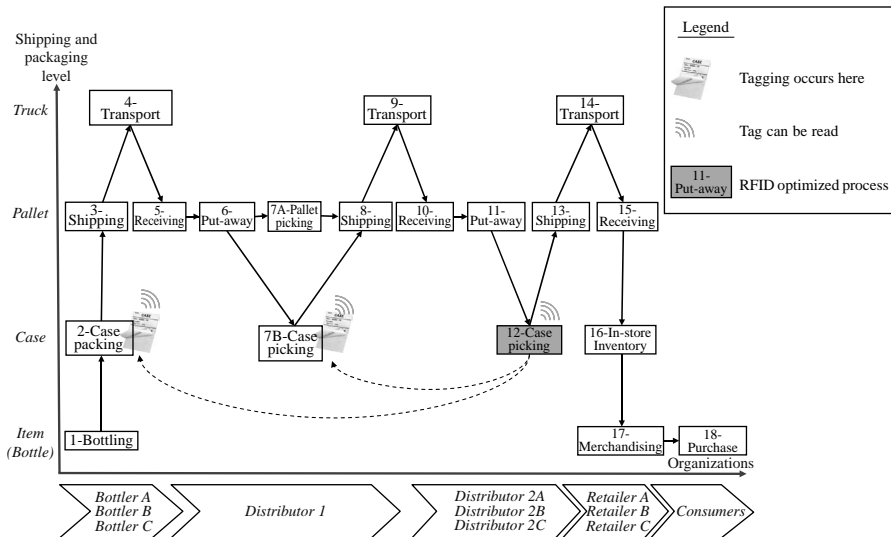 Shipping and
packaging
level
Legend
Tagging occurs here
Tag can be read
11-
Put-away
RFID optimized process
Truck
4-
Transport
9-
Transport
14-
Transport
Pallet
3-
Shipping
5-
Receiving
6-
Put-away
7A-Pallet
picking
8-
Shipping
10-
Receiving
11-
Put-away
13-
Shipping
15-
Receiving
Case
2-Case
packing
7B-Case
picking
12-Case
picking
16-In-store
Inventory
Item
(Bottle)
1-Bottling
17-
Merchandising
18-
Purchase
Organizations
Bottler A
Bottler B
Bottler C
Distributor 1
Distributor 2A
Distributor 2B
Distributor 2C
Retailer A
Retailer B
Retailer C
Consumers